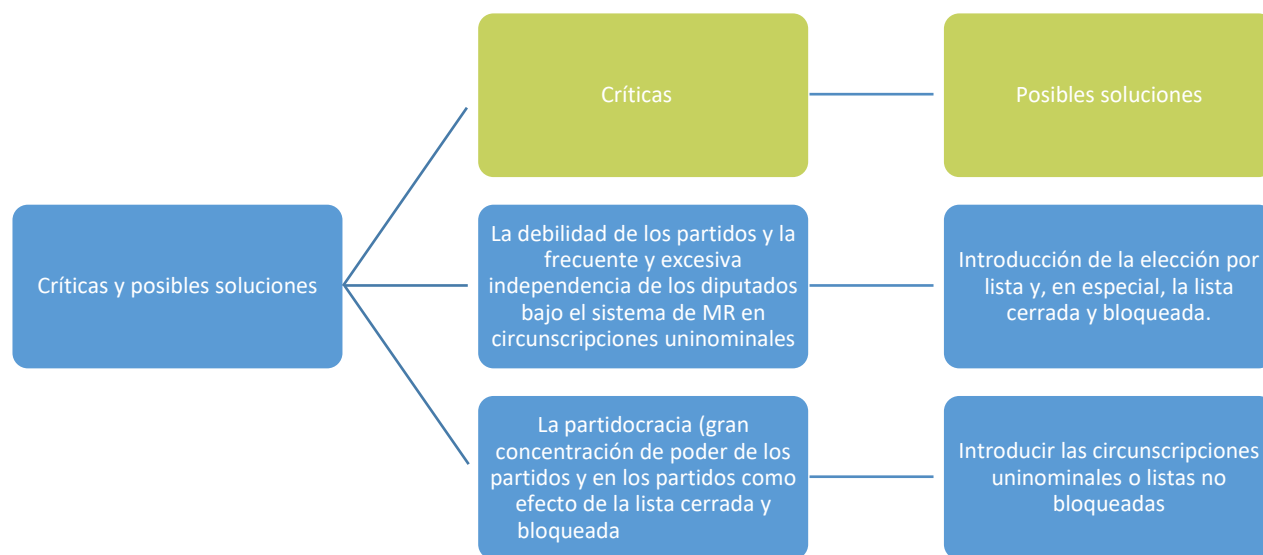 Críticas
Posibles soluciones
Críticas y posibles soluciones
La debilidad de los partidos y la
frecuente y excesiva
independencia de los diputados
bajo el sistema de MR en
circunscripciones uninominales
Introducción de la elección por
lista y, en especial, la lista
cerrada y bloqueada.
La partidocracia (gran
concentración de poder de los
partidos y en los partidos como
efecto de la lista cerrada y
bloqueada
Introducir las circunscripciones
uninominales o listas no
bloqueadas